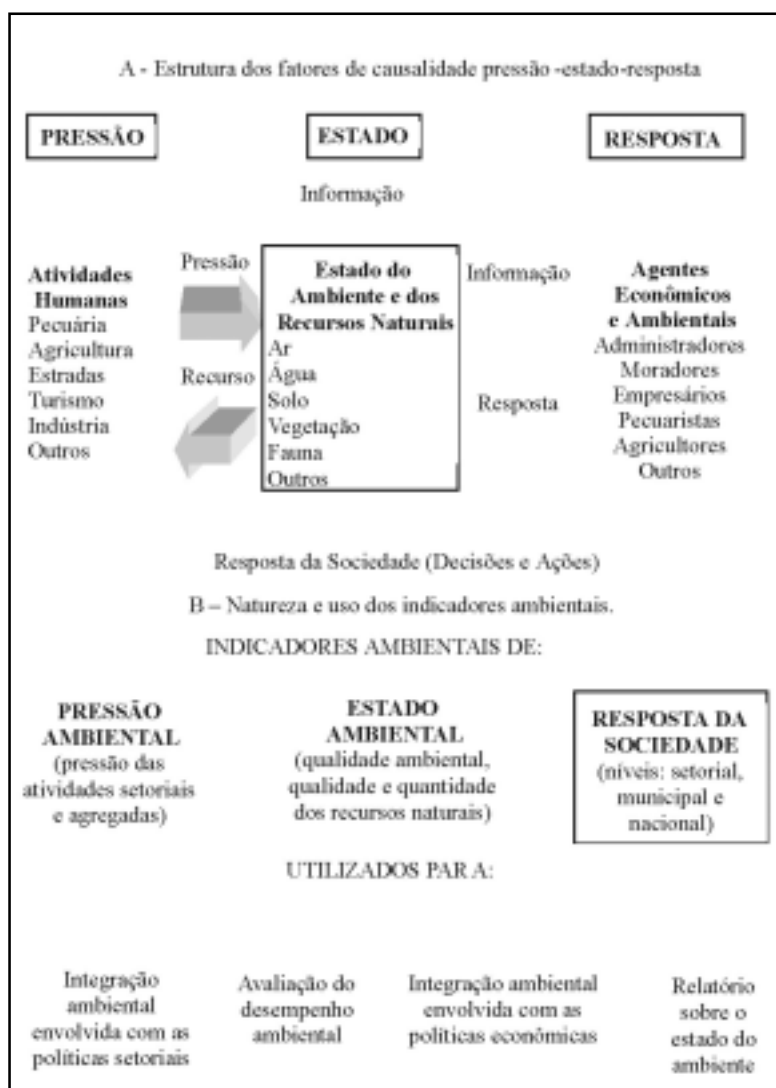 A - Estrutura dos fatores de causalidade pressão -estado-resposta
PRESSÃO
ESTADO
RESPOSTA
Informação
Atividades
Humanas
Pecuária
Agricultura
Estradas
Turismo
Indústria
Outros
Pressão
Recurso
Estado do
Ambiente e dos
Recursos Naturais
Ar
Água
Solo
Vegetação
Fauna
Outros
Informação
Resposta
Agentes
Econômicos
e Ambientais
Administradores
Moradores
Empresários
Pecuaristas
Agricultores
Outros
Resposta da Sociedade (Decisões e Ações)
B – Natureza e uso dos indicadores ambientais.
INDICADORES AMBIENTAIS DE:
PRESSÃO
AMBIENTAL
(pressão das
atividades setoriais
e agregadas)
ESTADO
AMBIENTAL
(qualidade ambiental,
qualidade e quantidade
dos recursos naturais)
RESPOSTA DA
SOCIEDADE
(níveis: setorial,
municipal e
nacional)
UTILIZADOS PAR A:
Integração
ambiental
envolvida com as
políticas setoriais
Avaliação do
desempenho
ambiental
Integração ambiental
envolvida com as
políticas econômicas
Relatório
sobre o
estado do
ambiente